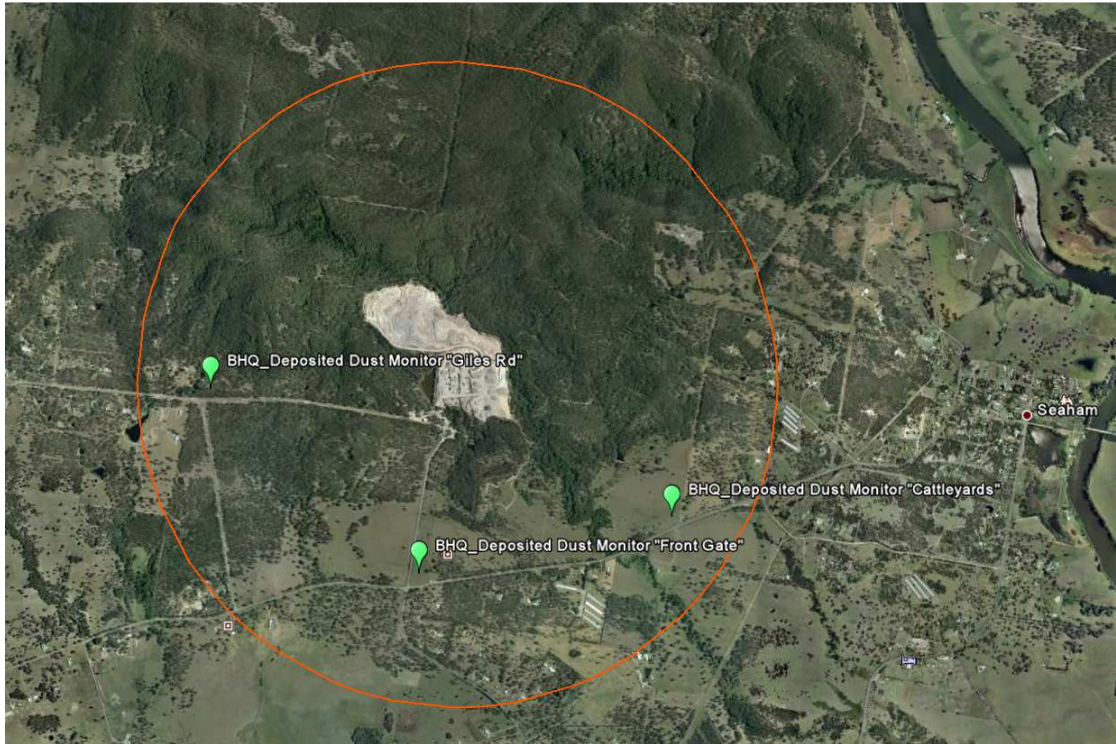 BHQ_Deposited Dust Monitor "Giles Rd"
Seaham
BHQ_Deposited Dust Monitor "Cattleyards"
BHQ_Deposited Dust Monitor "Front Gate"